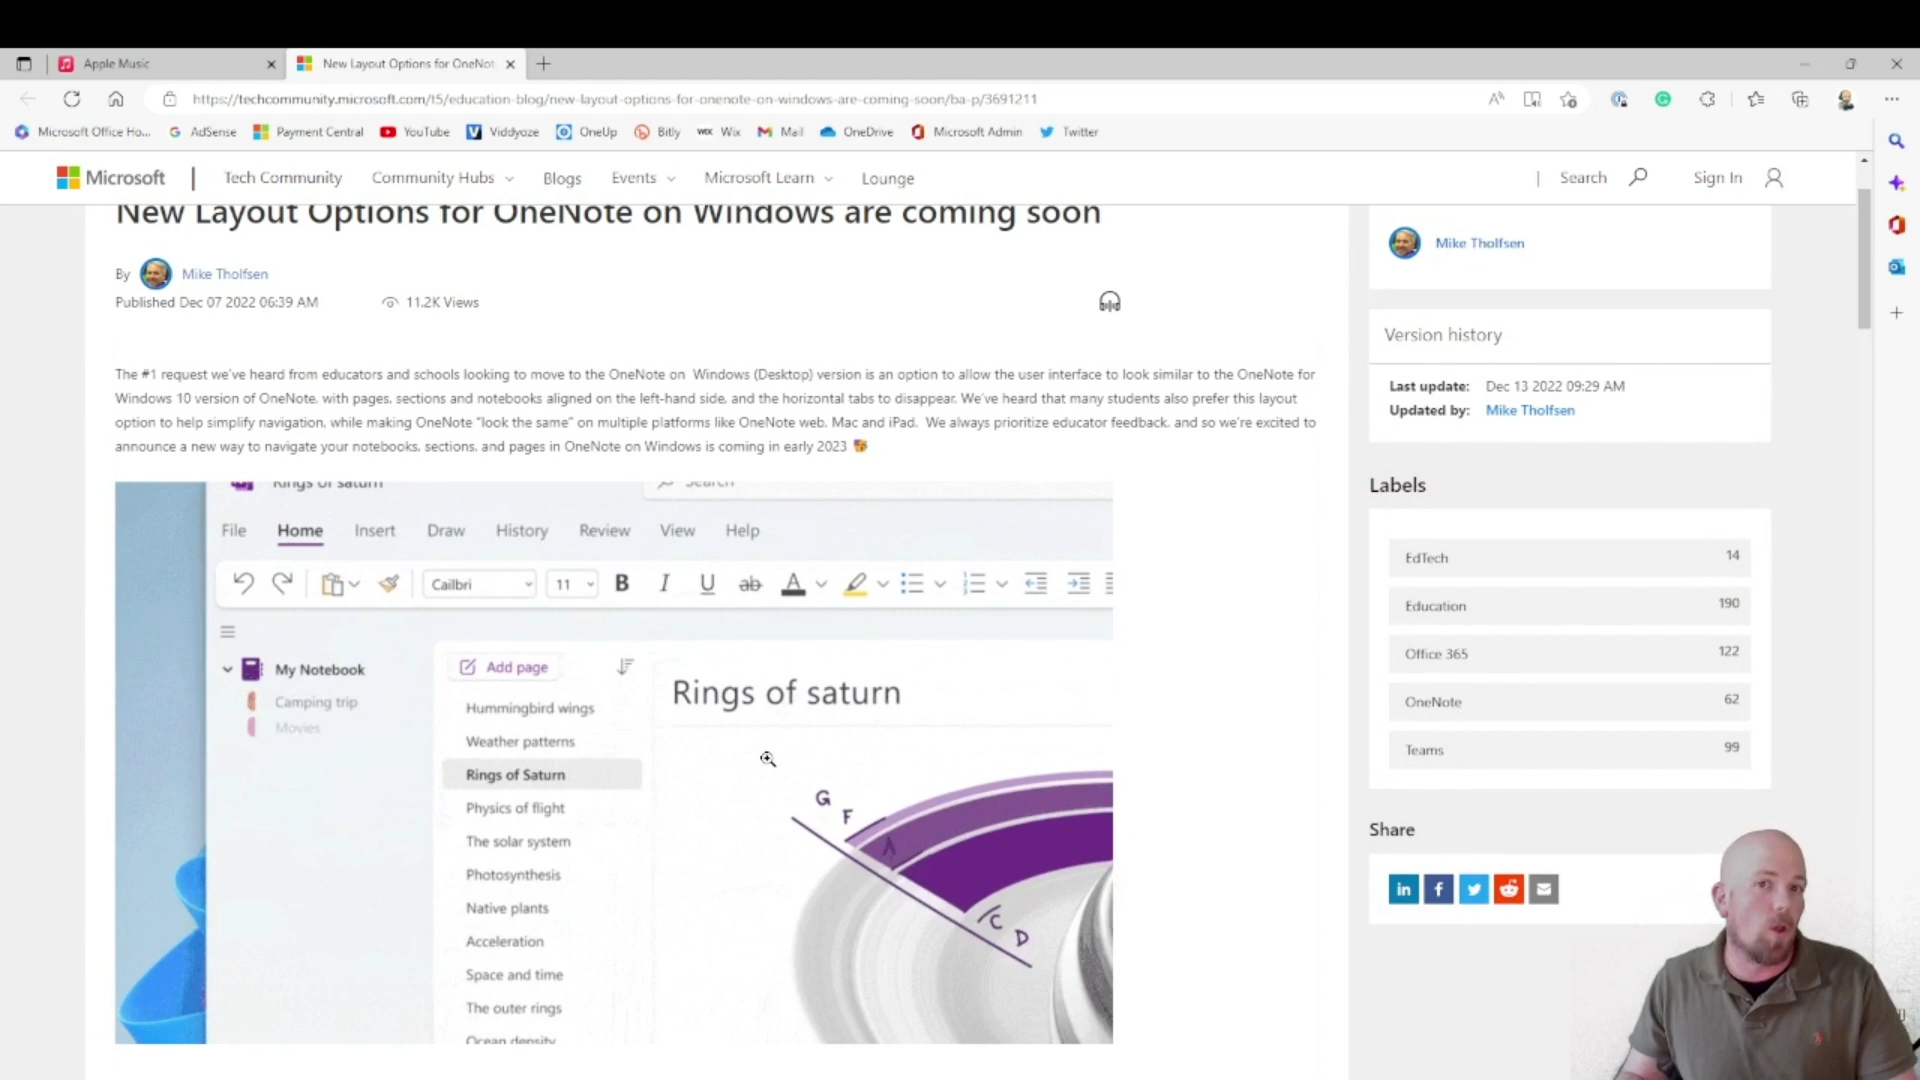 Apple Music
New Layout Options for OneNot
https://techcommunity.microsoft.com/t5/education-blog/new-layout-options-for-onenote-on-windows-are-coming-soon/ba-p/3691211
Microsoft Office Ho... AdSense Payment Central YouTube Viddyoze OneUp Bitly WIX Wix Mail OneDrive Microsoft Admin Twitter
Microsoft | Tech Community Community Hubs Blogs Events Microsoft Learn Lounge | Search Sign In
New Layout Options for OneNote on Windows are coming soon
By Mike Tholfsen
Published Dec 07 2022 06:39 AM 11.2K Views
The #1 request we've heard from educators and schools looking to move to the OneNote on Windows (Desktop) version is an option to allow the user interface to look similar to the OneNote for
Windows 10 version of OneNote, with pages, sections and notebooks aligned on the left-hand side, and the horizontal tabs to disappear. We've heard that many students also prefer this layout
option to help simplify navigation, while making OneNote "look the same" on multiple platforms like OneNote web, Mac and iPad. We always prioritize educator feedback, and so we're excited to
announce a new way to navigate your notebooks, sections, and pages in OneNote on Windows is coming in early 2023
Rings of saturn
Search
File Home Insert Draw History Review View Help
Cailbri 11 B I U ab A
My Notebook
Camping trip
Movies
Add page
Hummingbird wings
Weather patterns
Rings of Saturn
Physics of flight
The solar system
Photosynthesis
Native plants
Acceleration
Space and time
The outer rings
Ocean density
Rings of saturn
G
F
A
C
D
Mike Tholfsen
Version history
Last update: Dec 13 2022 09:29 AM
Updated by: Mike Tholfsen
Labels
EdTech 14
Education 190
Office 365 122
OneNote 62
Teams 99
Share